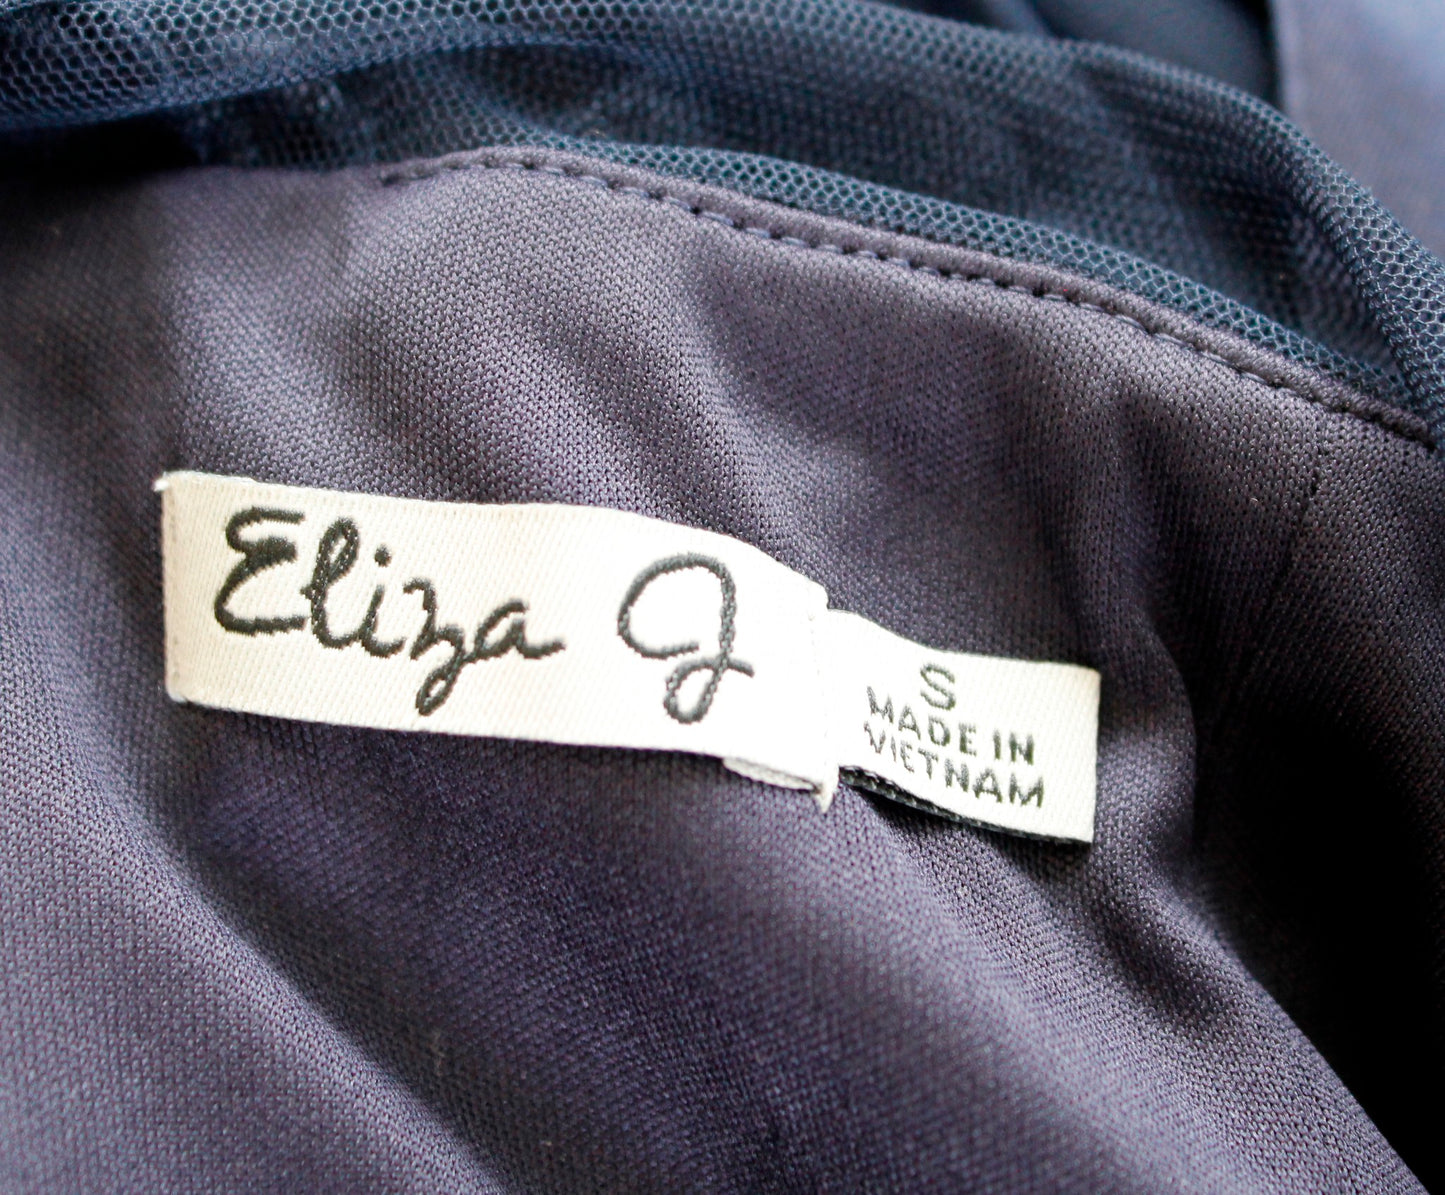 Eliza J
S
MADE IN
VIETNAM